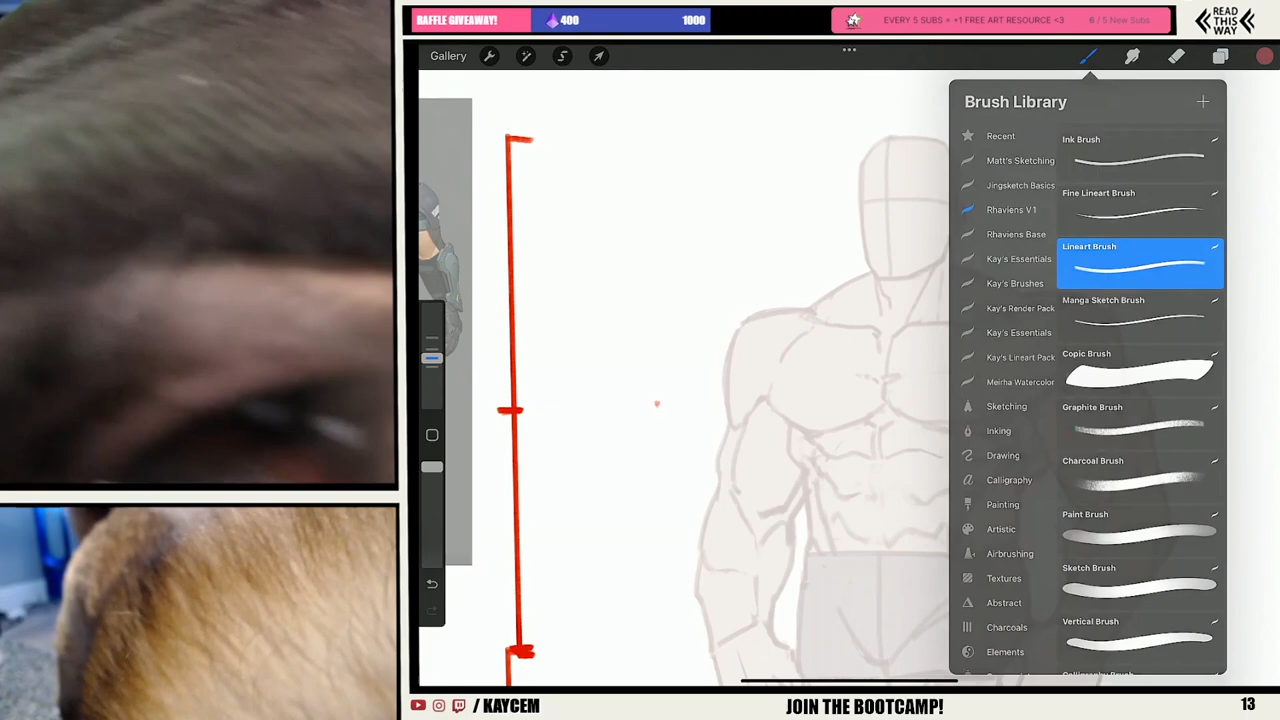 RAFFLE GIVEAWAY!
400
1000
EVERY 5 SUBS = +1 FREE ART RESOURCE <3
6 / 5 New Subs
READ
THIS
WAY
Gallery
Brush Library
Recent
Matt's Sketching
Jingsketch Basics
Rhaviens V1
Rhaviens Base
Kay's Essentials
Kay's Brushes
Kay's Render Pack
Kay's Essentials
Kay's Lineart Pack
Meirha Watercolor
Sketching
Inking
Drawing
Calligraphy
Painting
Artistic
Airbrushing
Textures
Abstract
Charcoals
Elements
Ink Brush
Fine Lineart Brush
Lineart Brush
Manga Sketch Brush
Copic Brush
Graphite Brush
Charcoal Brush
Paint Brush
Sketch Brush
Vertical Brush
/ KAYCEM
JOIN THE BOOTCAMP!
13